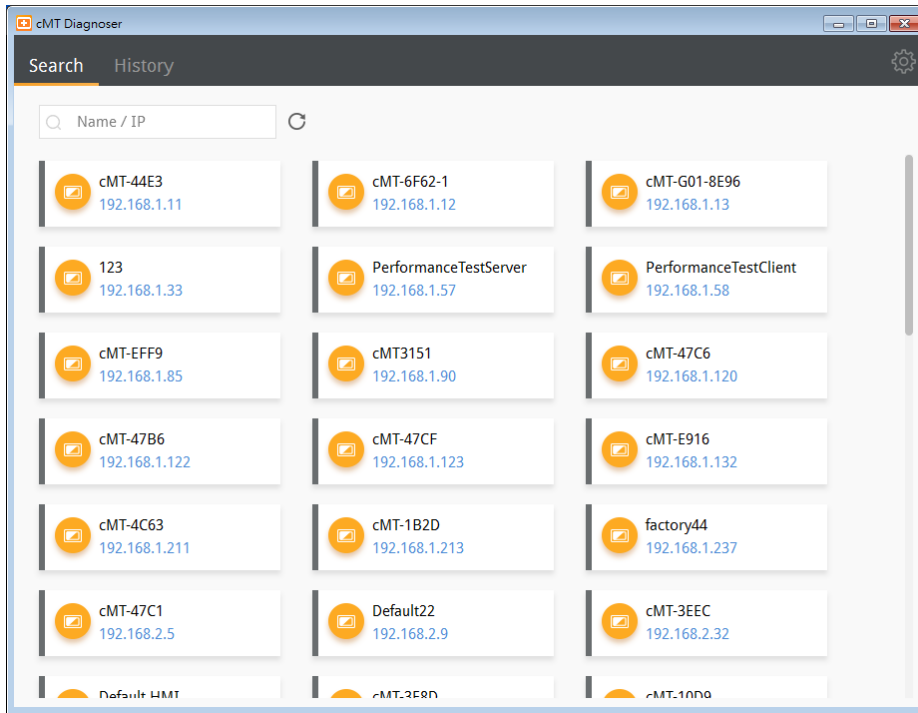 cMT Diagnoser
Search History
Name / IP
cMT-44E3
192.168.1.11
cMT-6F62-1
192.168.1.12
cMT-G01-8E96
192.168.1.13
123
192.168.1.33
PerformanceTestServer
192.168.1.57
PerformanceTestClient
192.168.1.58
cMT-EFF9
192.168.1.85
cMT3151
192.168.1.90
cMT-47C6
192.168.1.120
cMT-47B6
192.168.1.122
cMT-47CF
192.168.1.123
cMT-E916
192.168.1.132
cMT-4C63
192.168.1.211
cMT-1B2D
192.168.1.213
factory44
192.168.1.237
cMT-47C1
192.168.2.5
Default22
192.168.2.9
cMT-3EEC
192.168.2.32
Default HMI
cMT-10D9